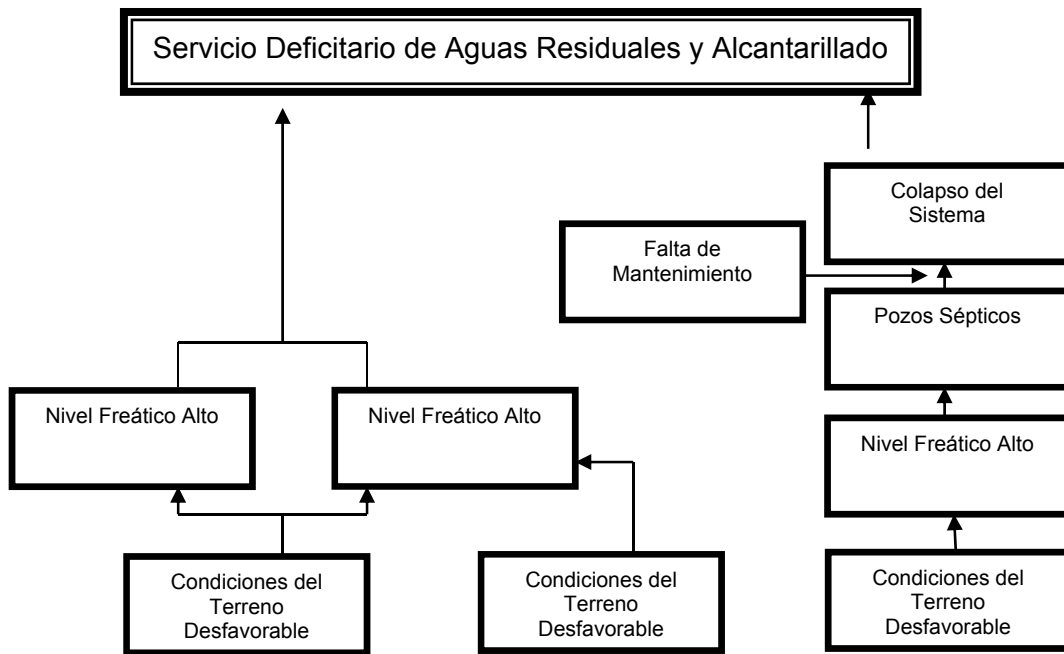 Servicio Deficitario de Aguas Residuales y Alcantarillado
Colapso del
Sistema
Falta de
Mantenimiento
Pozos Sépticos
Nivel Freático Alto
Nivel Freático Alto
Nivel Freático Alto
Condiciones del
Terreno
Desfavorable
Condiciones del
Terreno
Desfavorable
Condiciones del
Terreno
Desfavorable